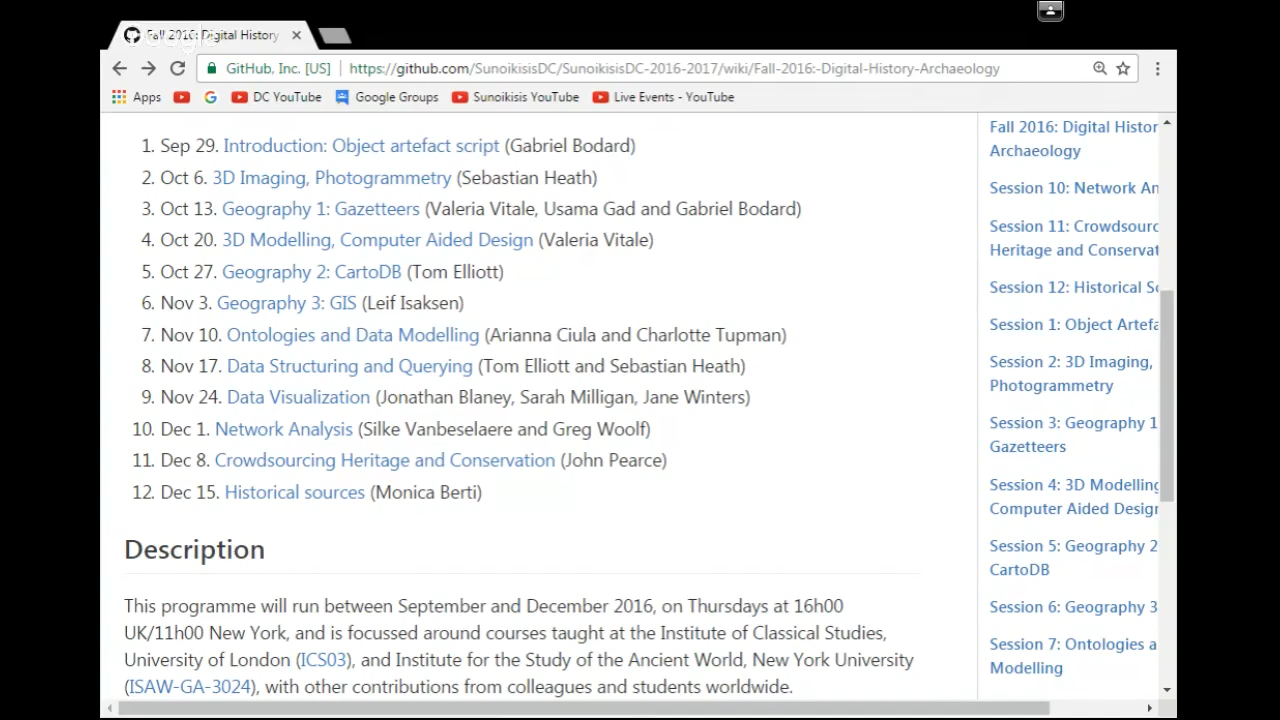 Fall 2016: Digital History
GitHub, Inc. [US]
https://github.com/SunoikisisDC/SunoikisisDC-2016-2017/wiki/Fall-2016:-Digital-History-Archaeology
Apps
DC YouTube
Google Groups
Sunoikisis YouTube
Live Events - YouTube
1. Sep 29. Introduction: Object artefact script (Gabriel Bodard)
2. Oct 6. 3D Imaging, Photogrammetry (Sebastian Heath)
3. Oct 13. Geography 1: Gazetteers (Valeria Vitale, Usama Gad and Gabriel Bodard)
4. Oct 20. 3D Modelling, Computer Aided Design (Valeria Vitale)
5. Oct 27. Geography 2: CartoDB (Tom Elliott)
6. Nov 3. Geography 3: GIS (Leif Isaksen)
7. Nov 10. Ontologies and Data Modelling (Arianna Ciula and Charlotte Tupman)
8. Nov 17. Data Structuring and Querying (Tom Elliott and Sebastian Heath)
9. Nov 24. Data Visualization (Jonathan Blaney, Sarah Milligan, Jane Winters)
10. Dec 1. Network Analysis (Silke Vanbeselaere and Greg Woolf)
11. Dec 8. Crowdsourcing Heritage and Conservation (John Pearce)
12. Dec 15. Historical sources (Monica Berti)
Description
This programme will run between September and December 2016, on Thursdays at 16h00
UK/11h00 New York, and is focussed around courses taught at the Institute of Classical Studies,
University of London (ICS03), and Institute for the Study of the Ancient World, New York University
(ISAW-GA-3024), with other contributions from colleagues and students worldwide.
Fall 2016: Digital Histor
Archaeology
Session 10: Network An
Session 11: Crowdsourc
Heritage and Conservat
Session 12: Historical So
Session 1: Object Artefa
Session 2: 3D Imaging,
Photogrammetry
Session 3: Geography 1
Gazetteers
Session 4: 3D Modelling
Computer Aided Design
Session 5: Geography 2
CartoDB
Session 6: Geography 3
Session 7: Ontologies a
Modelling